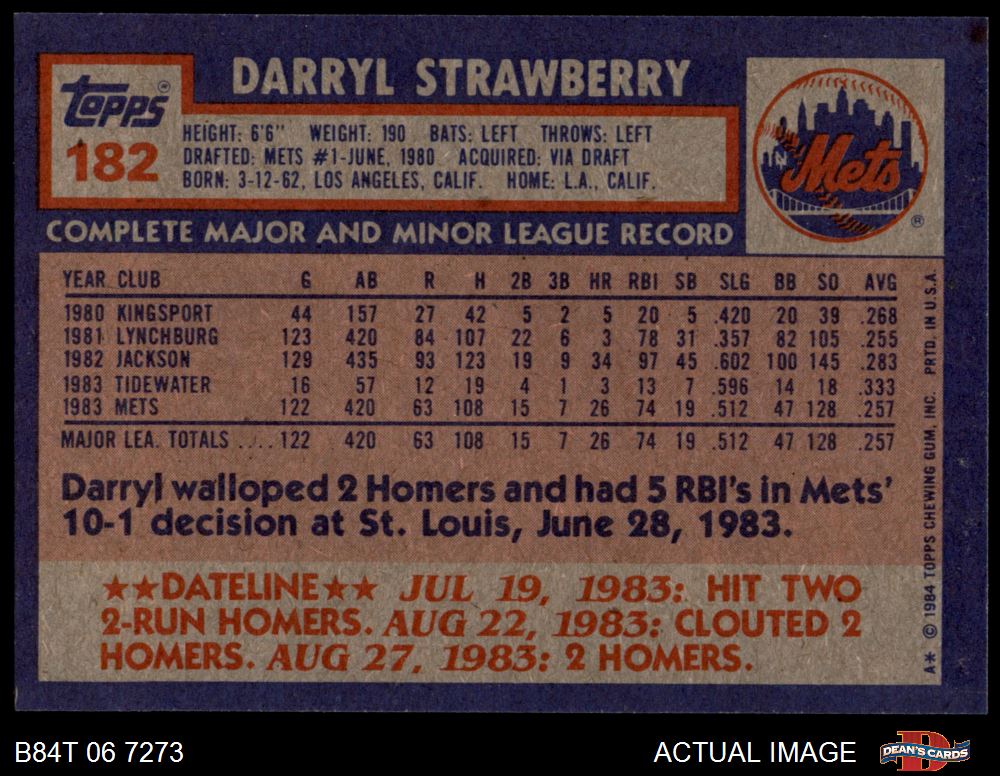 DARRYL STRAWBERRY
Topps®
182
HEIGHT: 6'6" WEIGHT: 190 BATS: LEFT THROWS: LEFT
DRAFTED: METS #1-JUNE, 1980 ACQUIRED: VIA DRAFT
BORN: 3-12-62, LOS ANGELES, CALIF. HOME: L.A., CALIF.
Mets
®
COMPLETE MAJOR AND MINOR LEAGUE RECORD
YEAR CLUB G AB R H 2B 3B HR RBI SB SLG BB SO AVG
1980 KINGSPORT 44 157 27 42 5 2 5 20 5 .420 20 39 .268
1981 LYNCHBURG 123 420 84 107 22 6 3 78 31 .357 82 105 .255
1982 JACKSON 129 435 93 123 19 9 34 97 45 .602 100 145 .283
1983 TIDEWATER 16 57 12 19 4 1 3 13 7 .596 14 18 .333
1983 METS 122 420 63 108 15 7 26 74 19 .512 47 128 .257
MAJOR LEA. TOTALS .... 122 420 63 108 15 7 26 74 19 .512 47 128 .257
Darryl walloped 2 Homers and had 5 RBI's in Mets'
10-1 decision at St. Louis, June 28, 1983.
★★DATELINE★★ JUL 19, 1983: HIT TWO
2-RUN HOMERS. AUG 22, 1983: CLOUTED 2
HOMERS. AUG 27, 1983: 2 HOMERS.
A* © 1984 TOPPS CHEWING GUM, INC. PRTD. IN U.S.A.
B84T 06 7273
ACTUAL IMAGE
D
DEAN'S CARDS